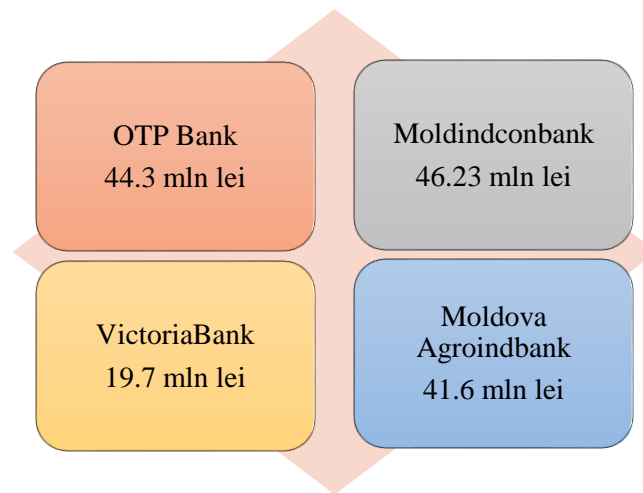 OTP Bank
44.3 mln lei
Moldindconbank
46.23 mln lei
VictoriaBank
19.7 mln lei
Moldova
Agroindbank
41.6 mln lei